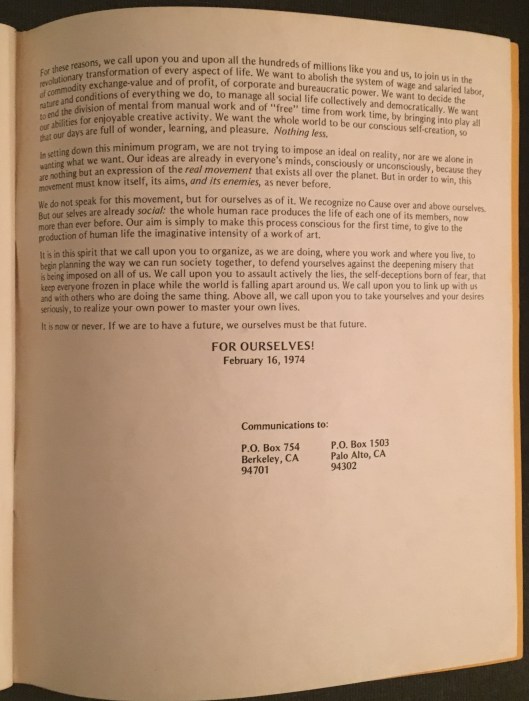 For these reasons, we call upon you and upon all the hundreds of millions like you and us, to join us in the
revolutionary transformation of every aspect of life. We want to abolish the system of wage and salaried labor,
of commodity exchange-value and of profit, of corporate and bureaucratic power. We want to decide the
nature and conditions of everything we do, to manage all social life collectively and democratically. We want
to end the division of mental from manual work and of "free" time from work time, by bringing into play all
our abilities for enjoyable creative activity. We want the whole world to be our conscious self-creation, so
that our days are full of wonder, learning, and pleasure. Nothing less.
In setting down this minimum program, we are not trying to impose an ideal on reality, nor are we alone in
wanting what we want. Our ideas are already in everyone's minds, consciously or unconsciously, because they
are nothing but an expression of the real movement that exists all over the planet. But in order to win, this
movement must know itself, its aims, and its enemies, as never before.
We do not speak for this movement, but for ourselves as of it. We recognize no Cause over and above ourselves.
But our selves are already social: the whole human race produces the life of each one of its members, now
more than ever before. Our aim is simply to make this process conscious for the first time, to give to the
production of human life the imaginative intensity of a work of art.
It is in this spirit that we call upon you to organize, as we are doing, where you work and where you live, to
begin planning the way we can run society together, to defend yourselves against the deepening misery that
is being imposed on all of us. We call upon you to assault actively the lies, the self-deceptions born of fear, that
keep everyone frozen in place while the world is falling apart around us. We call upon you to link up with us
and with others who are doing the same thing. Above all, we call upon you to take yourselves and your desires
seriously, to realize your own power to master your own lives.
It is now or never. If we are to have a future, we ourselves must be that future.
FOR OURSELVES!
February 16, 1974
Communications to:
P.O. Box 754
Berkeley, CA
94701
P.O. Box 1503
Palo Alto, CA
94302